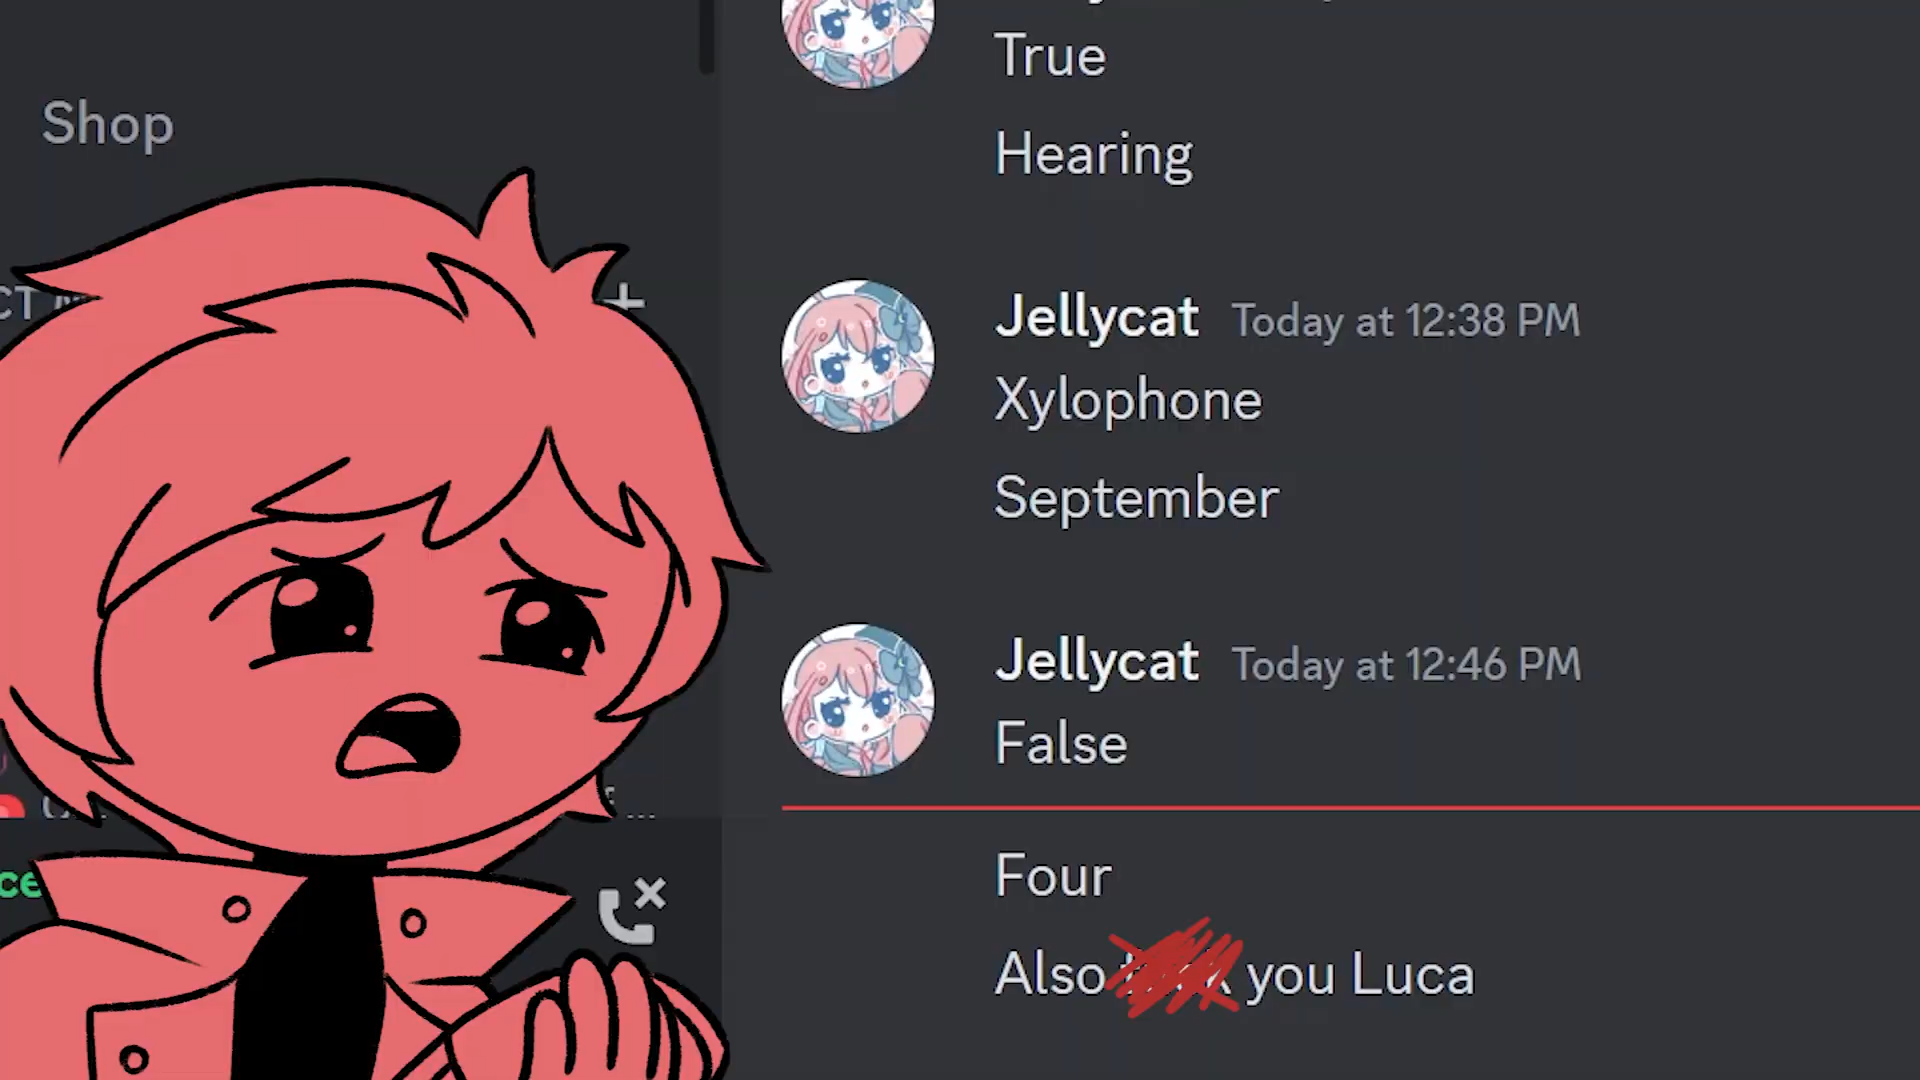 Shop
CT
True
Hearing
Jellycat Today at 12:38 PM
Xylophone
September
Jellycat Today at 12:46 PM
False
Four
Also you Luca